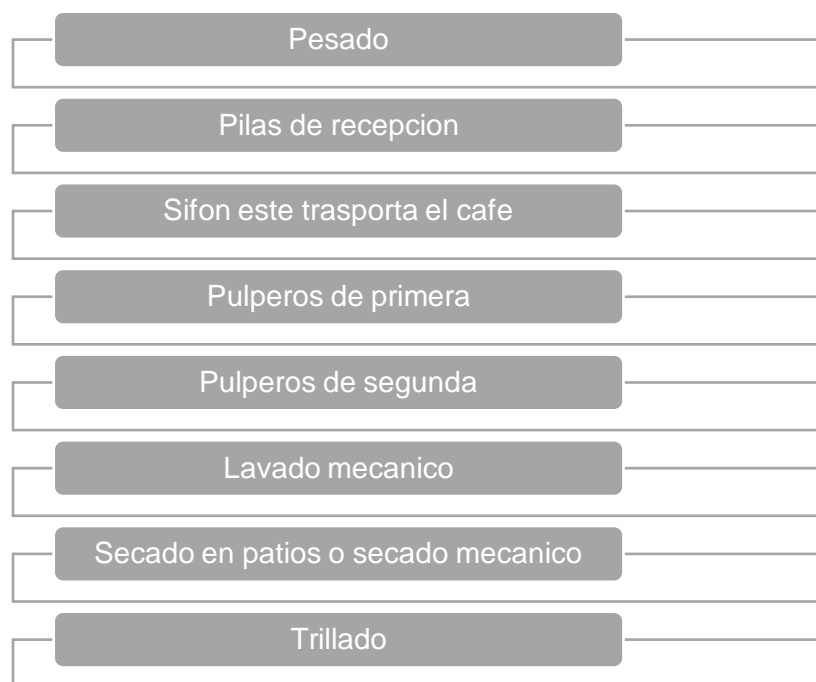 Pesado
Pilas de recepcion
Sifon este trasporta el cafe
Pulperos de primera
Pulperos de segunda
Lavado mecanico
Secado en patios o secado mecanico
Trillado